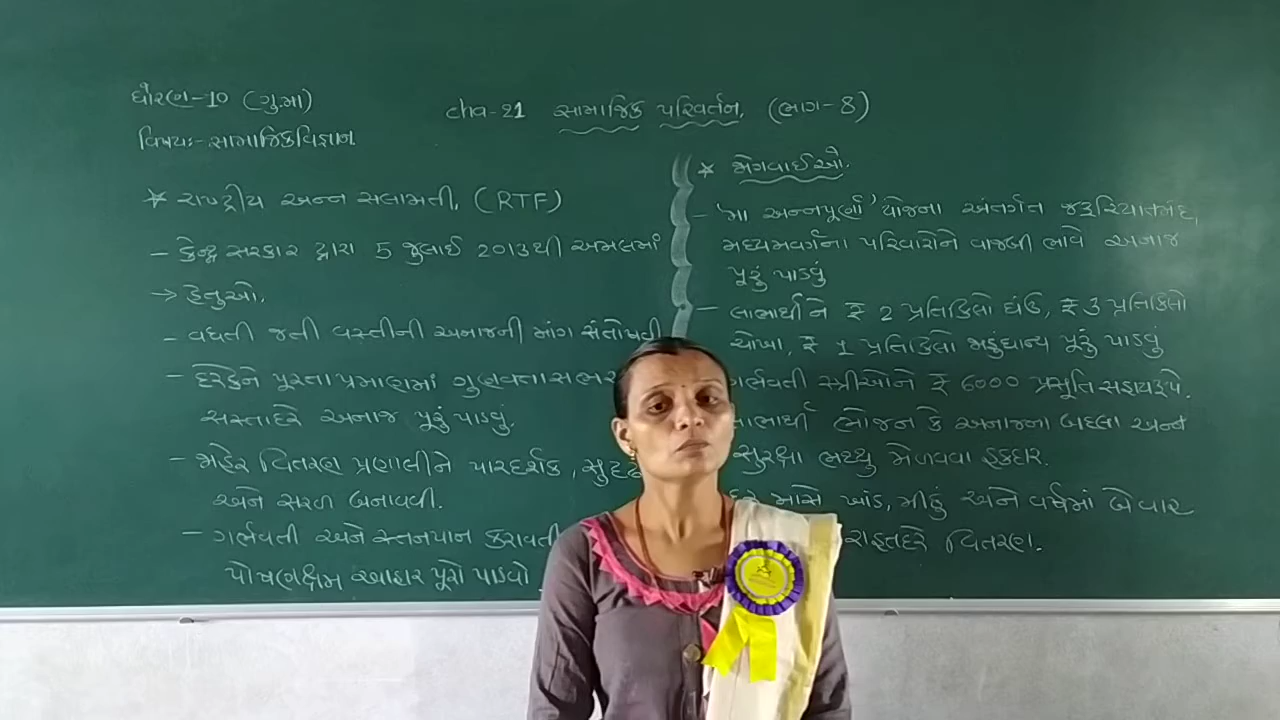 ધોરણ-10 (ગુ.મા)
વિષયઃ- સામાજિકવિજ્ઞાન
cha-21 સામાજિક પરિવર્તન. (ભાગ-8)
* રાષ્ટ્રીય અન્ન સલામતી. (RTF)
- કેન્દ્ર સરકાર દ્વારા 5 જુલાઈ 2013થી અમલમાં
→ હેતુઓ.
- વધતી જતી વસ્તીની અનાજની માંગ સંતોષવી
- દરેકને પૂરતા પ્રમાણમાં ગુણવત્તાસભર
સસ્તાદરે અનાજ પૂરું પાડવું.
- જાહેર વિતરણ પ્રણાલીને પારદર્શક, સુદૃઢ
અને સરળ બનાવવી.
- ગર્ભવતી અને સ્તનપાન કરાવતી
પોષણક્ષમ આહાર પૂરો પાડવો
* જોગવાઈઓ.
- 'મા અન્નપૂર્ણા' યોજના અંતર્ગત જરૂરિયાતમંદ,
મધ્યમવર્ગના પરિવારોને વાજબી ભાવે અનાજ
પૂરું પાડવું
- લાભાર્થીને ₹ 2 પ્રતિકિલો ઘઉં, ₹ 3 પ્રતિકિલો
ચોખા, ₹ 1 પ્રતિકિલો જાડુંધાન્ય પૂરું પાડવું
ગર્ભવતી સ્ત્રીઓને ₹ 6000 પ્રસૂતિ સહાયરૂપે.
લાભાર્થી ભોજન કે અનાજના બદલા અન્ન
સુરક્ષા ભથ્થુ મેળવવા હકદાર.
દર માસે ખાંડ, મીઠું અને વર્ષમાં બે વાર
રાહતદરે વિતરણ.